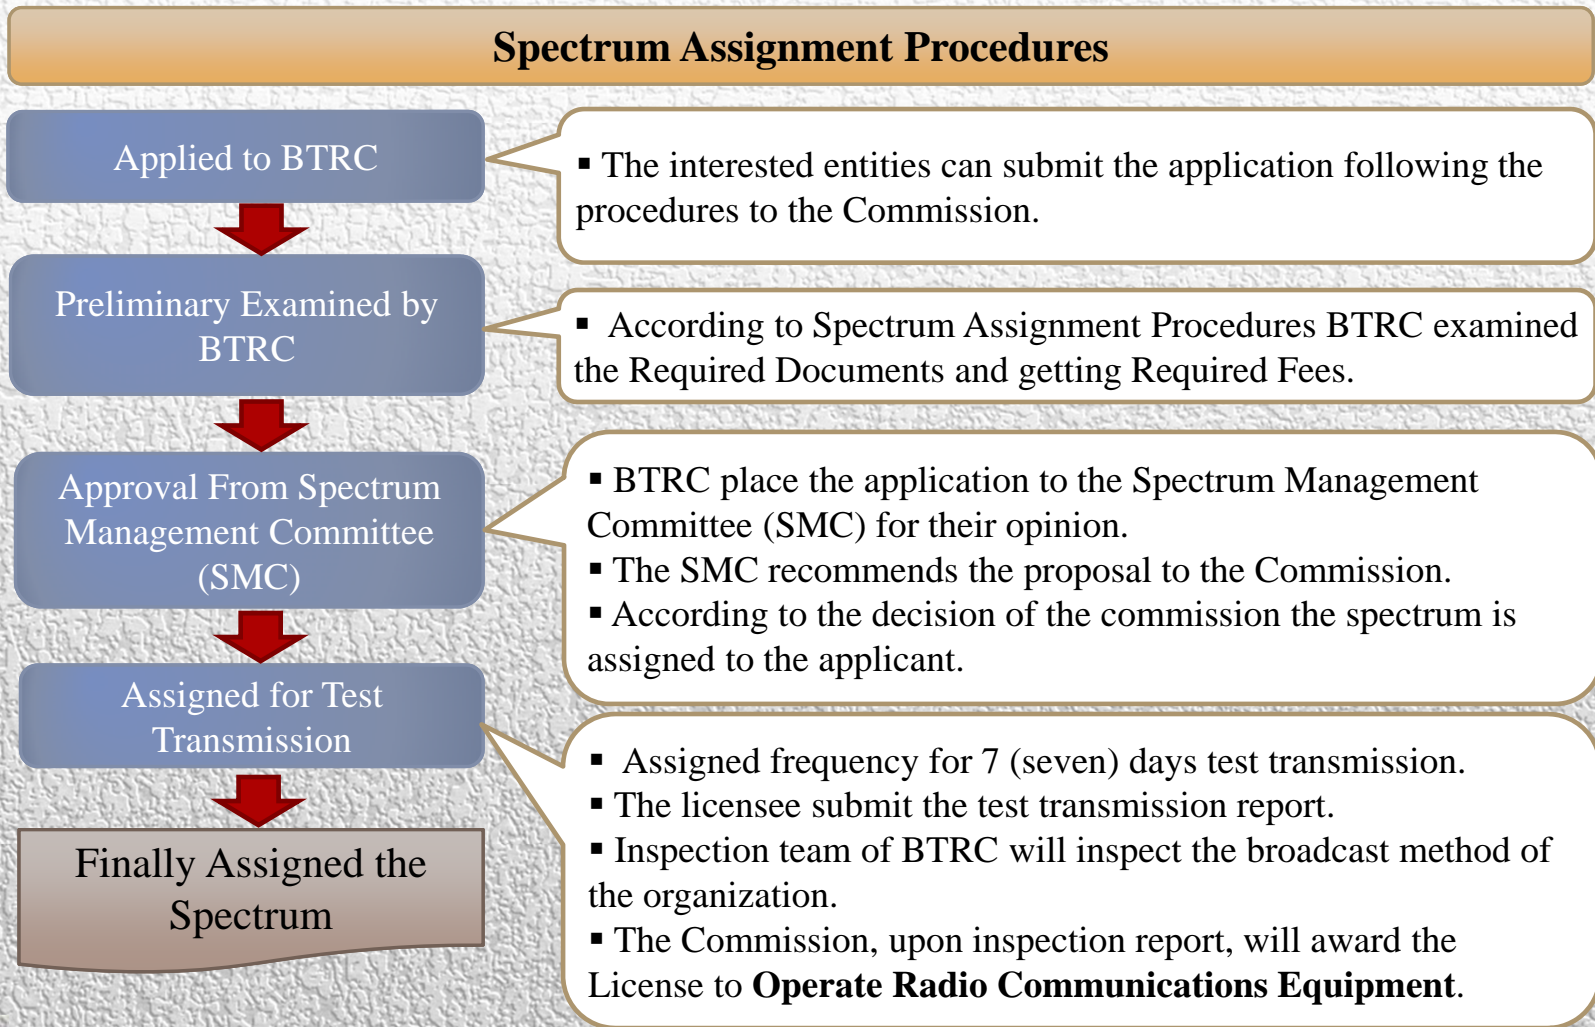 Spectrum Assignment Procedures
Applied to BTRC
▪ The interested entities can submit the application following the
procedures to the Commission.
Preliminary Examined by
BTRC
▪ According to Spectrum Assignment Procedures BTRC examined
the Required Documents and getting Required Fees.
Approval From Spectrum
Management Committee
(SMC)
▪ BTRC place the application to the Spectrum Management
Committee (SMC) for their opinion.
▪ The SMC recommends the proposal to the Commission.
▪ According to the decision of the commission the spectrum is
assigned to the applicant.
Assigned for Test
Transmission
▪ Assigned frequency for 7 (seven) days test transmission.
▪ The licensee submit the test transmission report.
▪ Inspection team of BTRC will inspect the broadcast method of
the organization.
▪ The Commission, upon inspection report, will award the
License to Operate Radio Communications Equipment.
Finally Assigned the
Spectrum